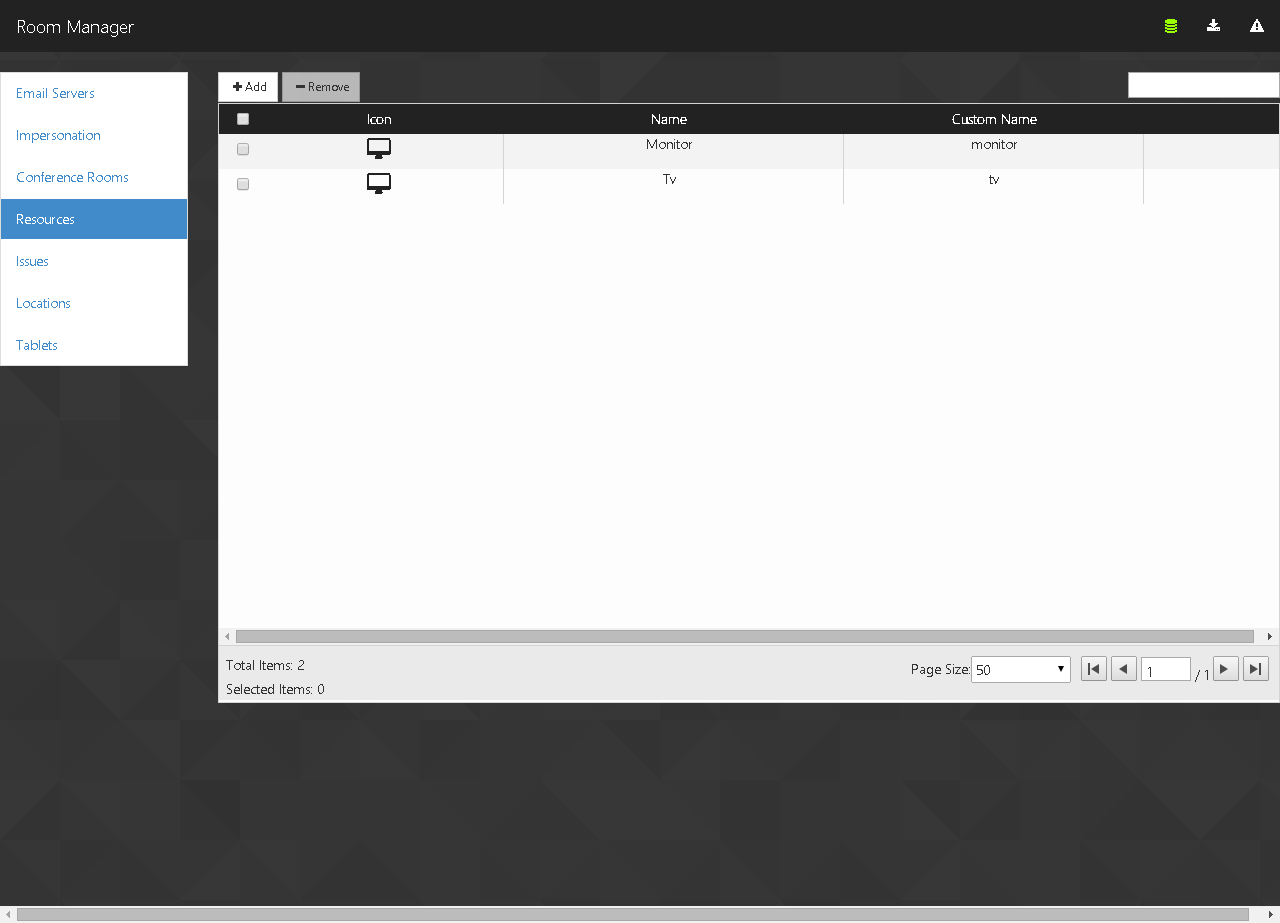 Room Manager
Email Servers
Impersonation
Conference Rooms
Resources
Issues
Locations
Tablets
Add Remove
Icon Name Custom Name
Monitor monitor
Tv tv
Total Items: 2
Selected Items: 0
Page Size: 50 1 / 1